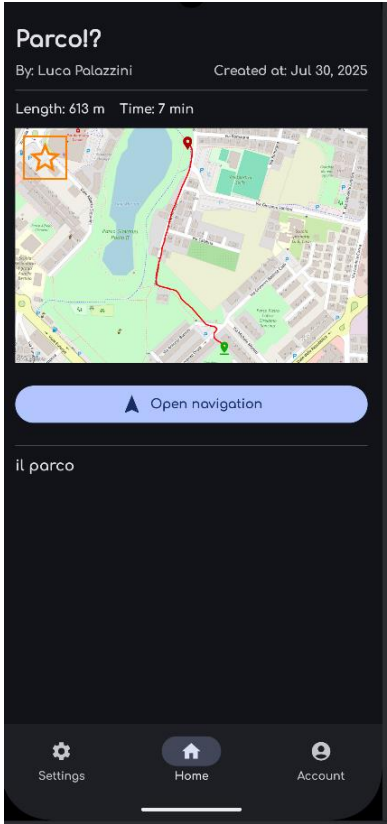 Parco!?
By: Luca Palazzini Created at: Jul 30, 2025
Length: 613 m Time: 7 min
Open navigation
il parco
Settings Home Account